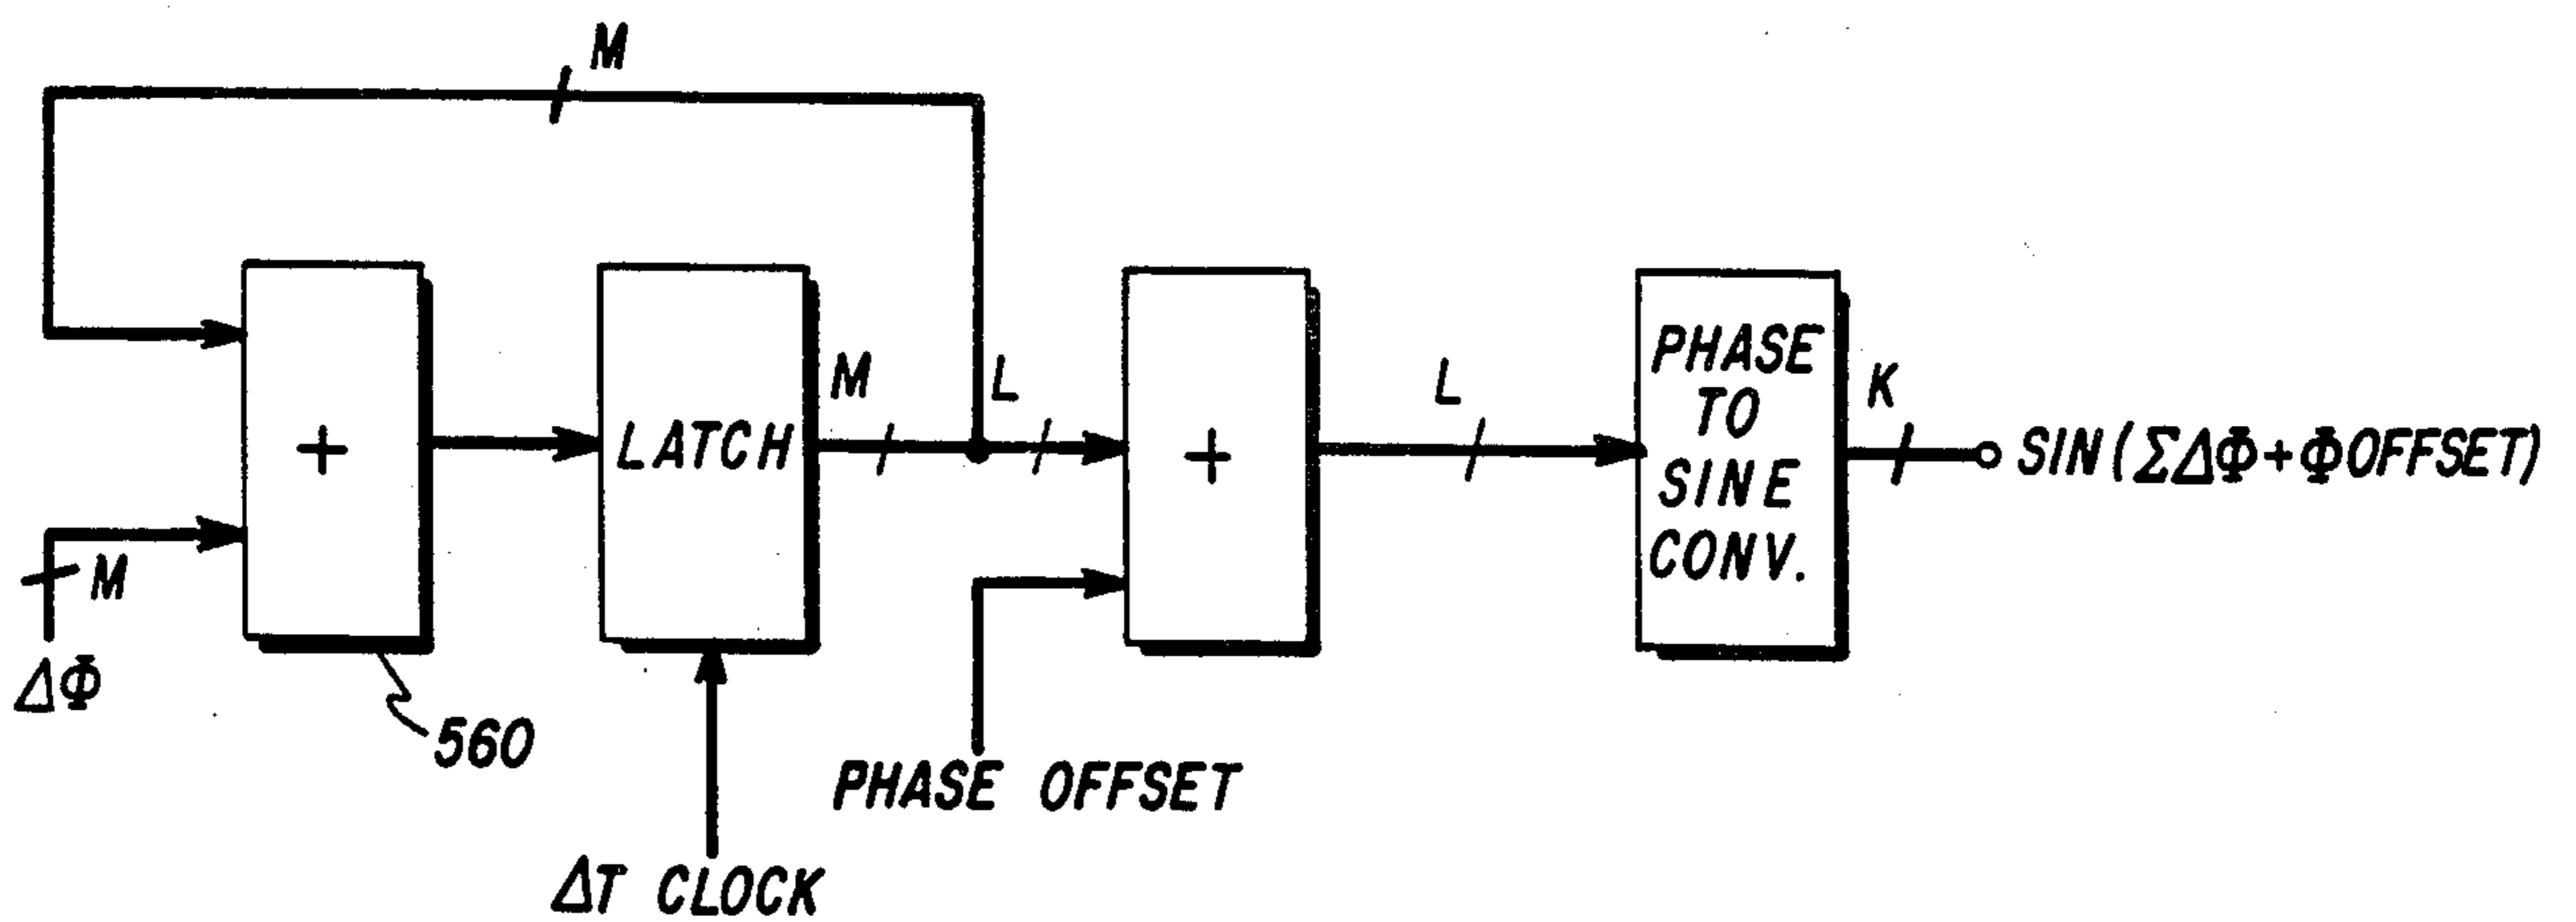 M
+
LATCH
M
L
+
L
PHASE
TO
SINE
CONV.
K
SIN(ΣΔΦ+ΦOFFSET)
M
ΔΦ
560
PHASE OFFSET
ΔT CLOCK